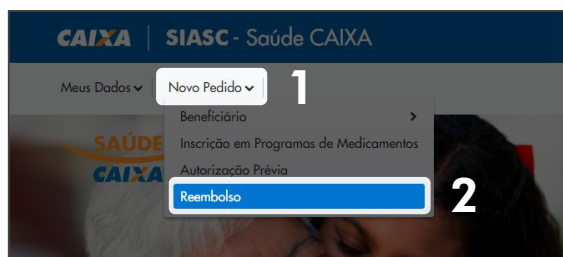 CAIXA | SIASC - Saúde CAIXA
Meus Dados Novo Pedido 1
Beneficiário
SAÚDE Inscrição em Programas de Medicamentos
CAIXA Autorização Prévia
Reembolso 2